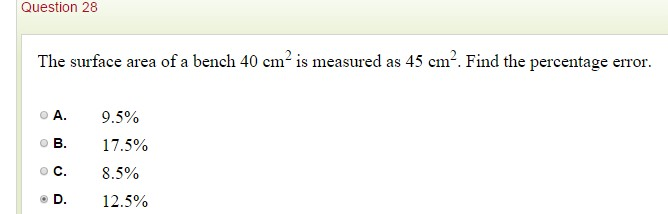 Question 28
The surface area of a bench 40 cm² is measured as 45 cm². Find the percentage error.
A. 9.5%
B. 17.5%
C. 8.5%
D. 12.5%